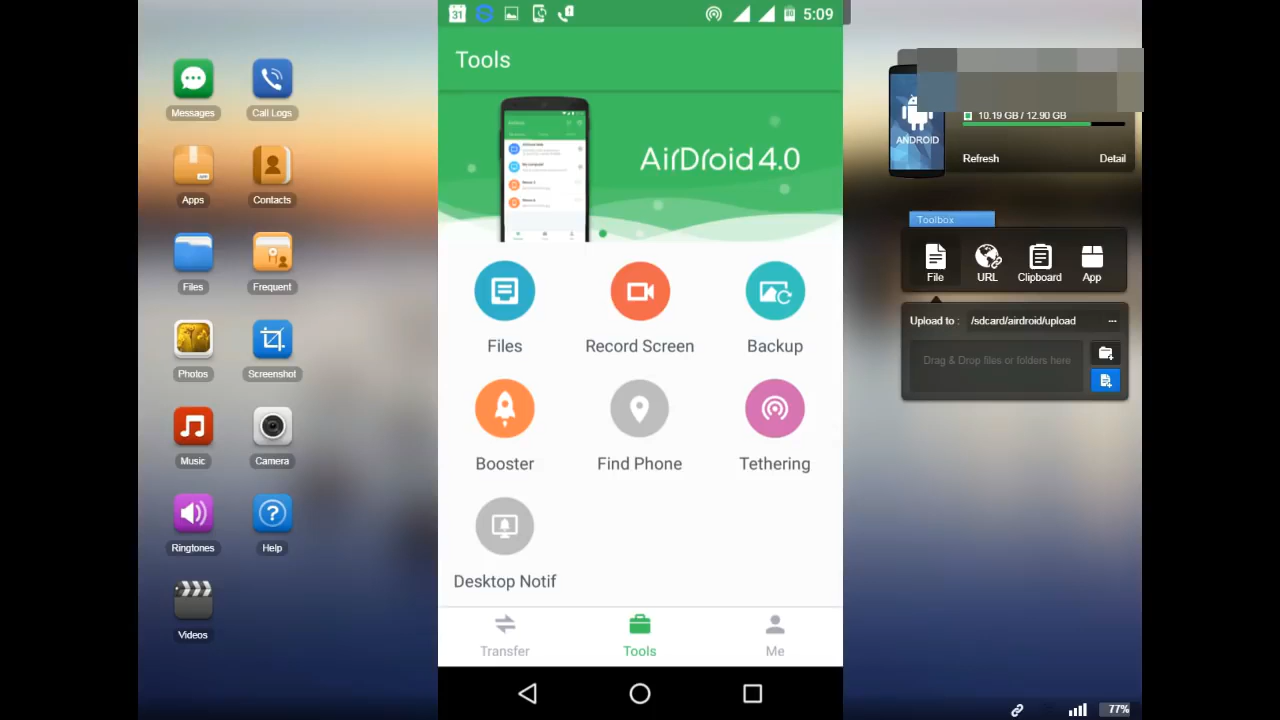 Messages
Call Logs
Apps
Contacts
Files
Frequent
Photos
Screenshot
Music
Camera
Ringtones
Help
Videos
31
5:09
Tools
AirDroid 4.0
Files
Record Screen
Backup
Booster
Find Phone
Tethering
Desktop Notif
Transfer
Tools
Me
ANDROID
10.19 GB / 12.90 GB
Refresh
Detail
Toolbox
File
URL
Clipboard
App
Upload to :
/sdcard/airdroid/upload
...
Drag & Drop files or folders here
77%